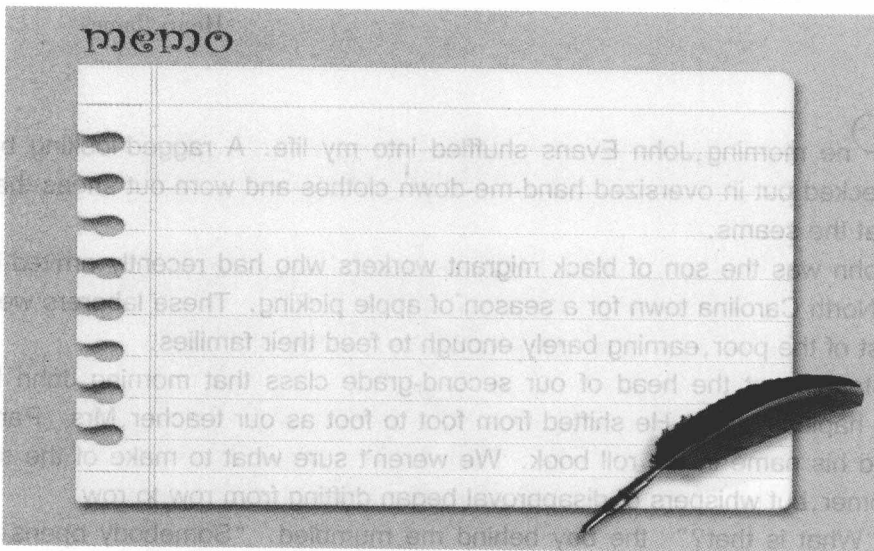 memo
morning, John Evans shuffled into my life. A ragged looking
out in oversized hand-me-down clothes and worn-out
at the seams.
was the son of black migrant workers who had recently arrived
North Carolina town for a season of apple picking. These laborers
of the poor, earning barely enough to feed their families.
the head of our second-grade class that morning, John
He shifted from foot to foot as our teacher, Mrs.
his name roll book. We weren't sure what to make of the
but whispers disapproval began drifting from row to row.
"What is that?" the boy behind me mumbled. "Somebody